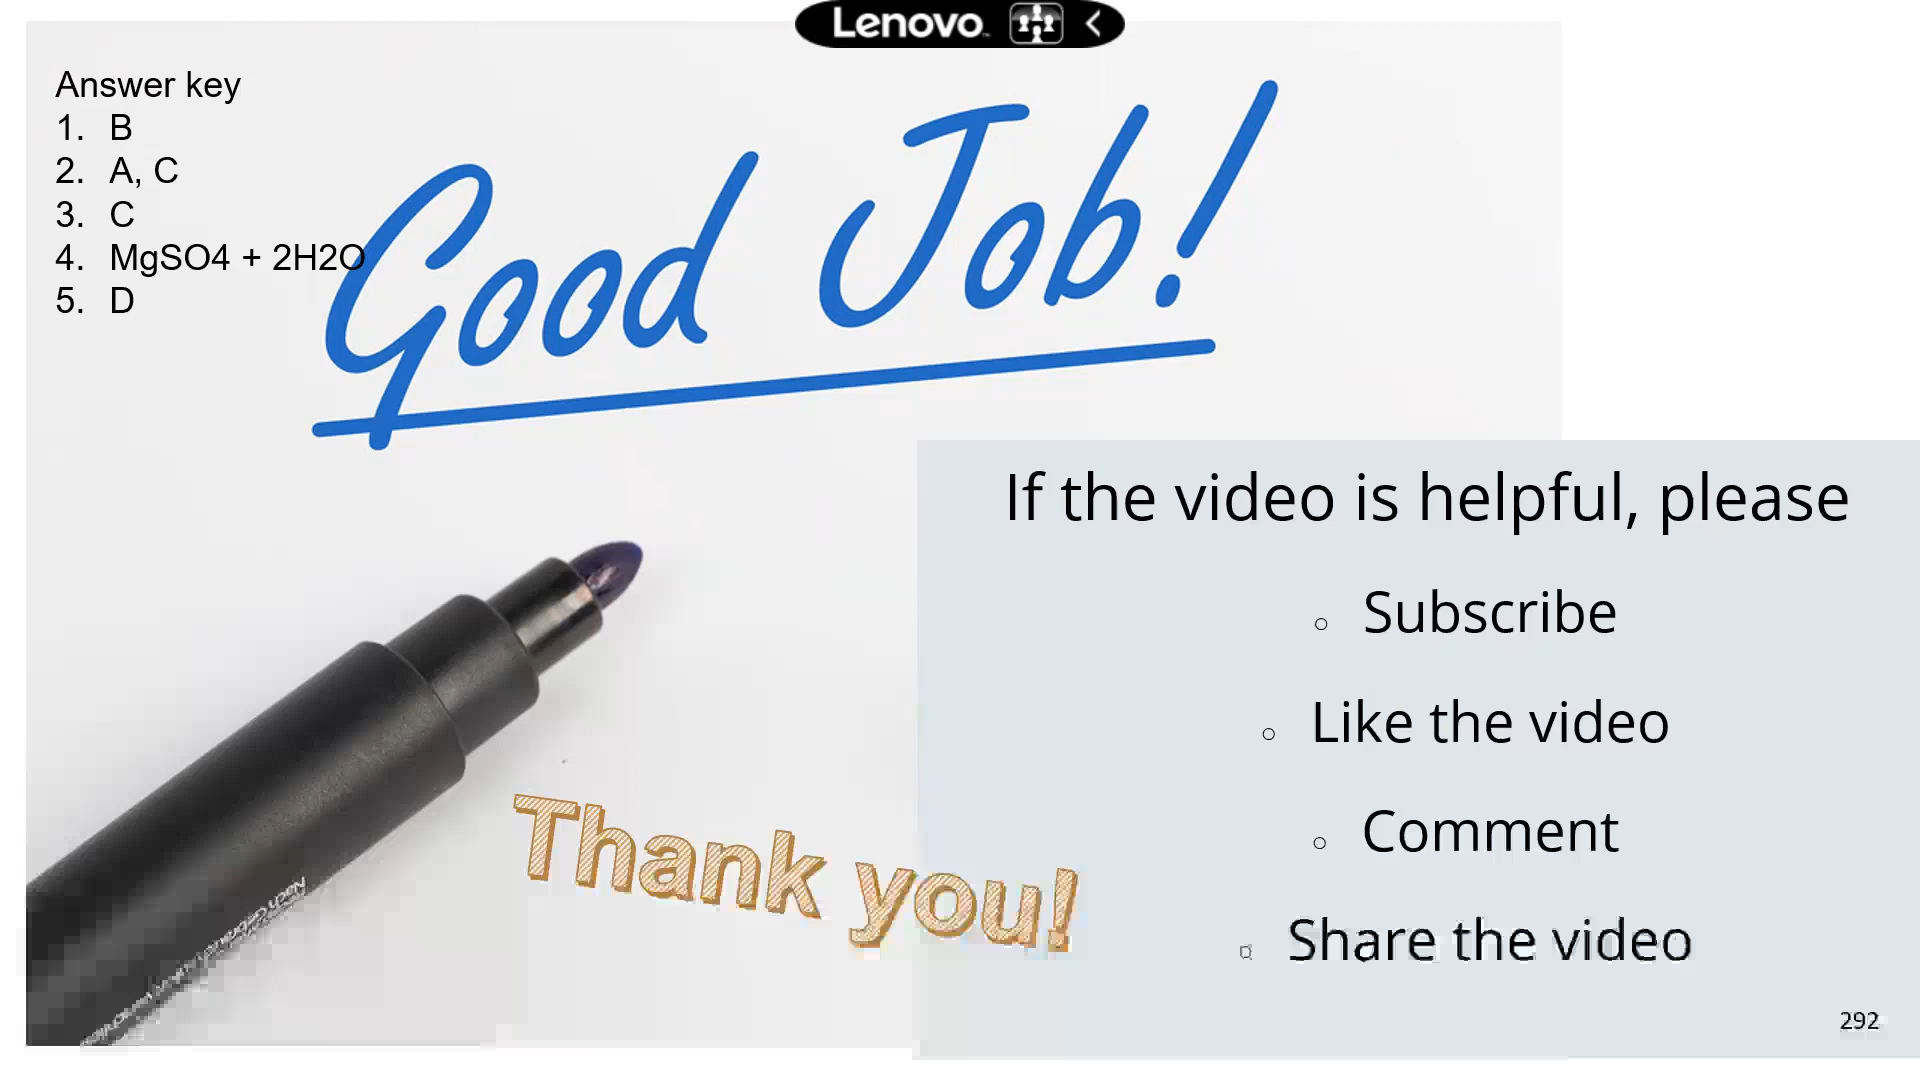 Lenovo
Answer key
1. B
2. A, C
3. C
4. MgSO4 + 2H2O
5. D
Good Job!
If the video is helpful, please
○ Subscribe
○ Like the video
○ Comment
Share the video
Thank you!
292